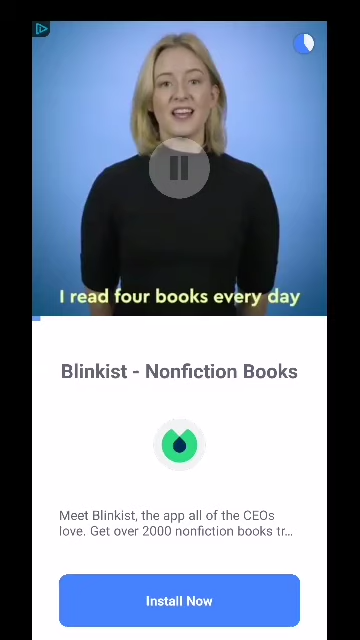 I read four books every day
Blinkist - Nonfiction Books
Meet Blinkist, the app all of the CEOs
love. Get over 2000 nonfiction books tr...
Install Now